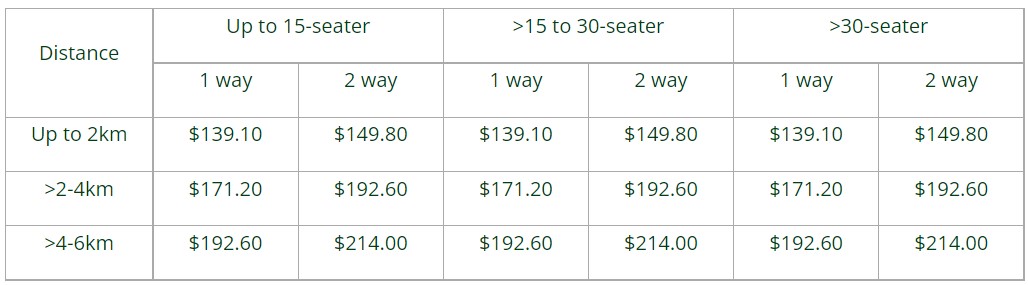 Distance Up to 15-seater >15 to 30-seater >30-seater
1 way 2 way 1 way 2 way 1 way 2 way
Up to 2km $139.10 $149.80 $139.10 $149.80 $139.10 $149.80
>2-4km $171.20 $192.60 $171.20 $192.60 $171.20 $192.60
>4-6km $192.60 $214.00 $192.60 $214.00 $192.60 $214.00